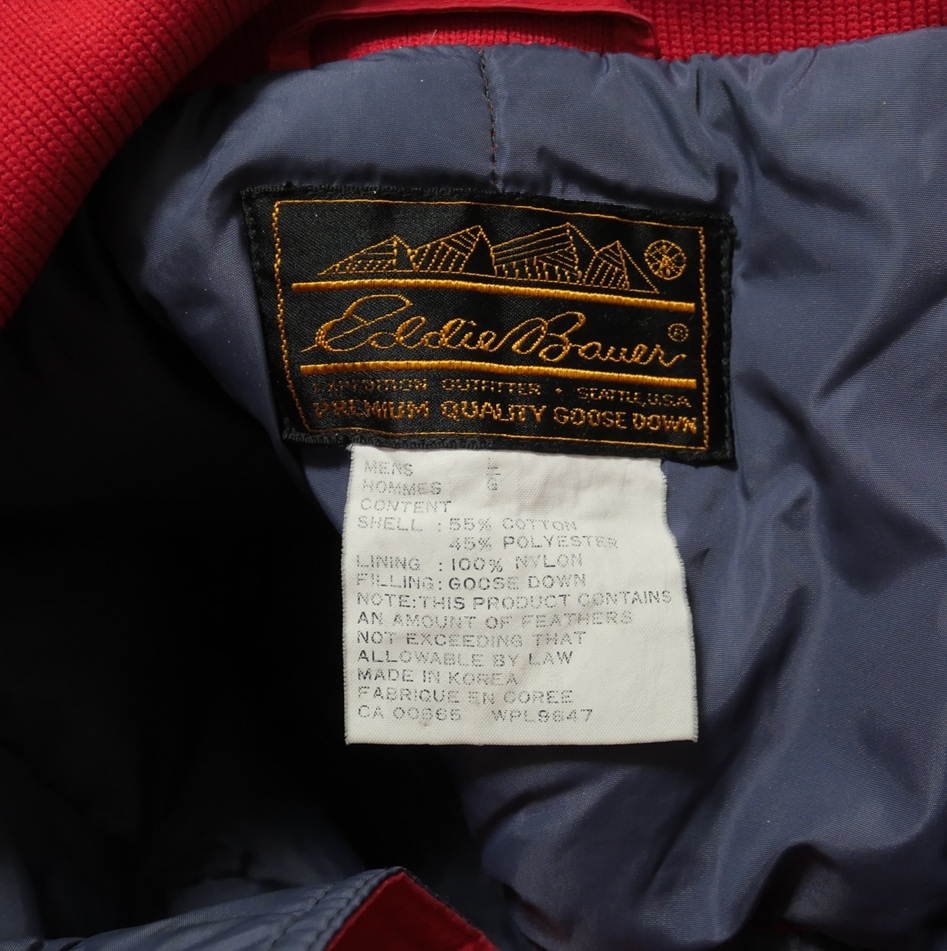 Eddie Bauer®
EXPEDITION OUTFITTER • SEATTLE, U.S.A.
PREMIUM QUALITY GOOSE DOWN
MENS L
HOMMES G
CONTENT
SHELL : 55% COTTON
45% POLYESTER
LINING : 100% NYLON
FILLING: GOOSE DOWN
NOTE: THIS PRODUCT CONTAINS
AN AMOUNT OF FEATHERS
NOT EXCEEDING THAT
ALLOWABLE BY LAW
MADE IN KOREA
FABRIQUE EN COREE
CA 00665 WPL9647